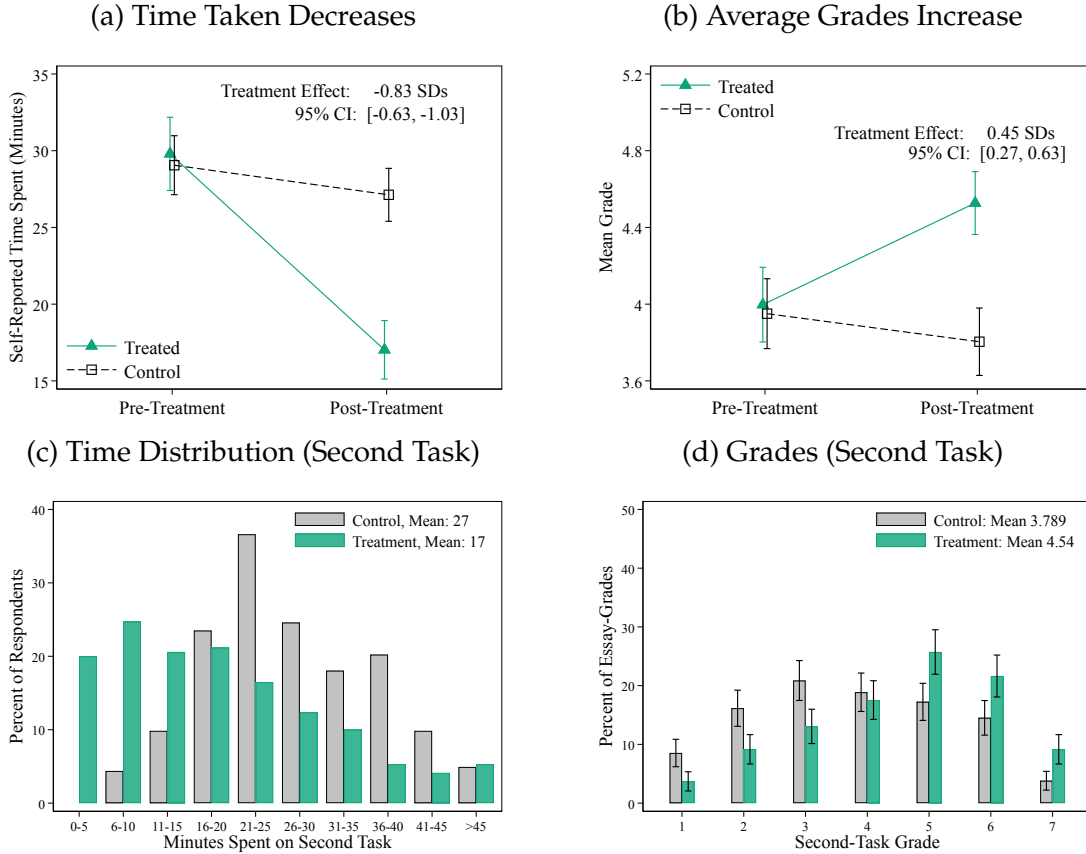 (a) Time Taken Decreases
Self-Reported Time Spent (Minutes)
35
30
25
20
15
Treatment Effect: -0.83 SDs
95% CI: [-0.63, -1.03]
Treated
Control
Pre-Treatment
Post-Treatment
(b) Average Grades Increase
Mean Grade
5.2
4.8
4.4
4
3.6
Treated
Control
Treatment Effect: 0.45 SDs
95% CI: [0.27, 0.63]
Pre-Treatment
Post-Treatment
(c) Time Distribution (Second Task)
Percent of Respondents
40
30
20
10
0
Control, Mean: 27
Treatment, Mean: 17
0-5 6-10 11-15 16-20 21-25 26-30 31-35 36-40 41-45 >45
Minutes Spent on Second Task
(d) Grades (Second Task)
Percent of Essay-Grades
50
40
30
20
10
0
Control: Mean 3.789
Treatment: Mean 4.54
1 2 3 4 5 6 7
Second-Task Grade